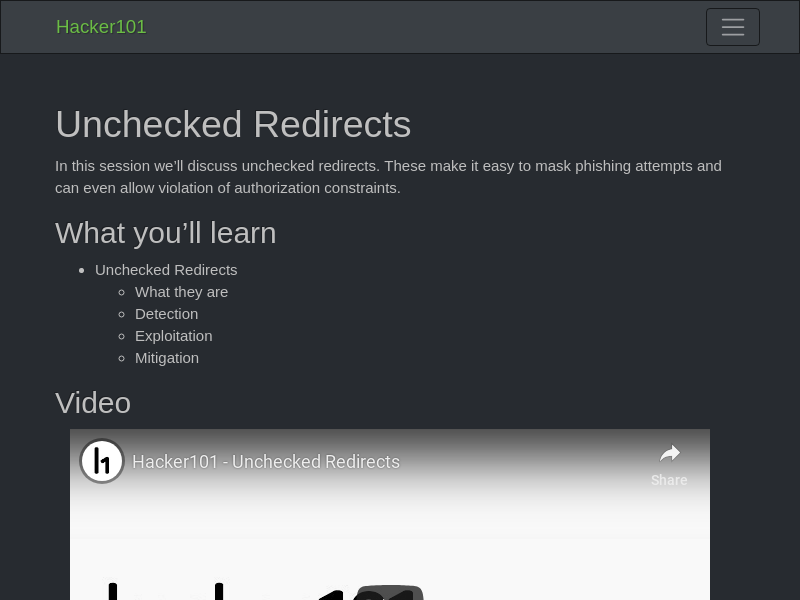 Hacker101
Unchecked Redirects
In this session we’ll discuss unchecked redirects. These make it easy to mask phishing attempts and
can even allow violation of authorization constraints.
What you’ll learn
Unchecked Redirects
What they are
Detection
Exploitation
Mitigation
Video
Hacker101 - Unchecked Redirects
Share